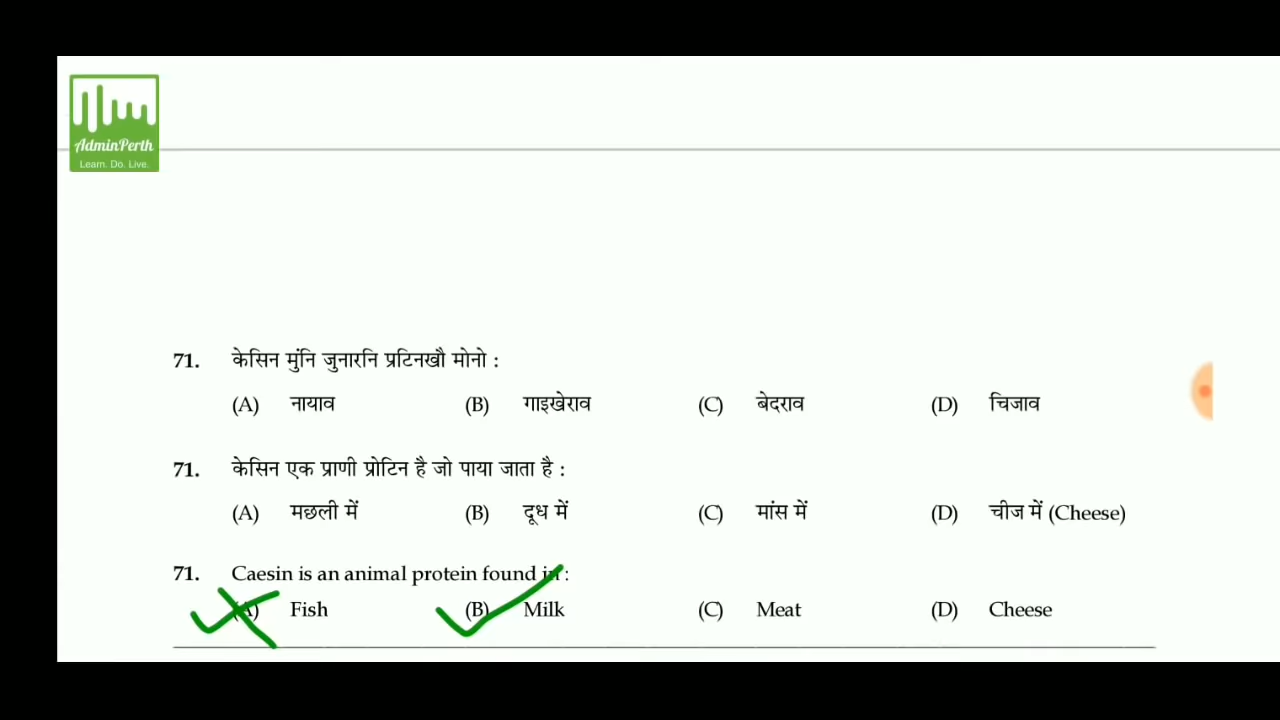 AdminPerth
Learn. Do. Live.
71. केसिन मुंनि जुनारनि प्रटिनखौ मोनो :
(A) नायाव (B) गाइखेराव (C) बेदराव (D) चिजाव
71. केसिन एक प्राणी प्रोटिन है जो पाया जाता है :
(A) मछली में (B) दूध में (C) मांस में (D) चीज में (Cheese)
71. Caesin is an animal protein found in :
(A) Fish (B) Milk (C) Meat (D) Cheese